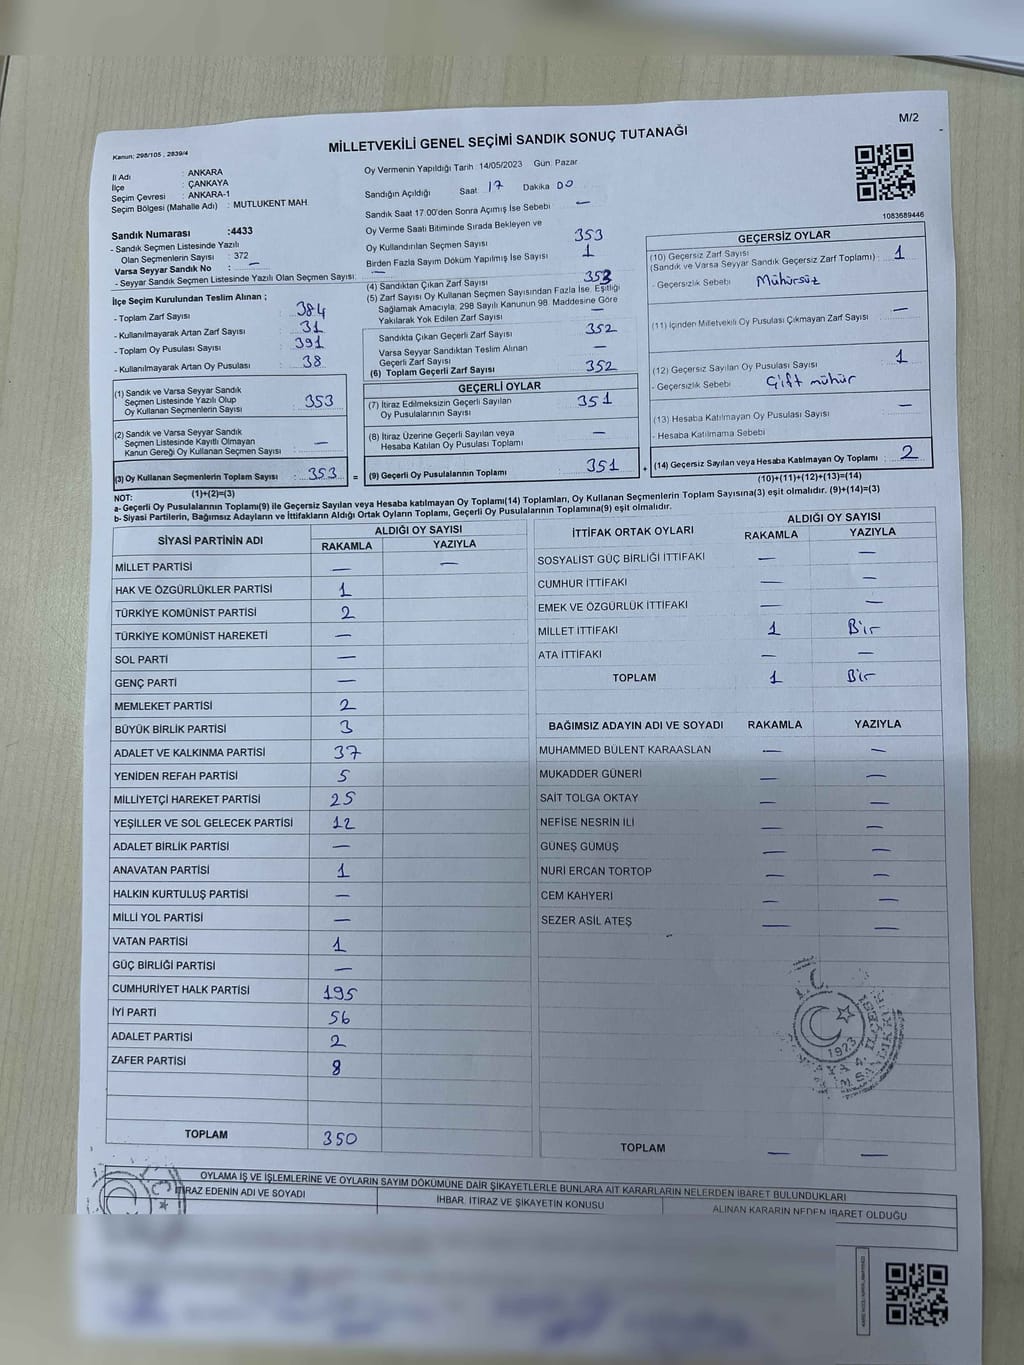 M/2
Kanun: 298/105 , 2839/4
MİLLETVEKİLİ GENEL SEÇİMİ SANDIK SONUÇ TUTANAĞI
İl Adı : ANKARA
İlçe : ÇANKAYA
Seçim Çevresi : ANKARA-1
Seçim Bölgesi (Mahalle Adı) : MUTLUKENT MAH.
Sandık Numarası :4433
- Sandık Seçmen Listesinde Yazılı
Olan Seçmenlerin Sayısı : 372
Varsa Seyyar Sandık No : —
- Seyyar Sandık Seçmen Listesinde Yazılı Olan Seçmen Sayısı: —
İlçe Seçim Kurulundan Teslim Alınan ;
- Toplam Zarf Sayısı : 384
- Kullanılmayarak Artan Zarf Sayısı : 31
- Toplam Oy Pusulası Sayısı : 391
- Kullanılmayarak Artan Oy Pusulası : 38
Oy Vermenin Yapıldığı Tarih :14/05/2023 Gün: Pazar
Sandığın Açıldığı Saat 17 Dakika 00
Sandık Saat 17:00'den Sonra Açımış İse Sebebi —
Oy Verme Saati Bitiminde Sırada Bekleyen ve
Oy Kullandırılan Seçmen Sayısı 353
Birden Fazla Sayım Döküm Yapılmış İse Sayısı 1
(4) Sandıktan Çıkan Zarf Sayısı : 353
(5) Zarf Sayısı Oy Kullanan Seçmen Sayısından Fazla İse, Eşitliği
Sağlamak Amacıyla, 298 Sayılı Kanunun 98. Maddesine Göre
Yakılarak Yok Edilen Zarf Sayısı
Sandıkta Çıkan Geçerli Zarf Sayısı : 352
Varsa Seyyar Sandıktan Teslim Alınan
Geçerli Zarf Sayısı : —
(6) Toplam Geçerli Zarf Sayısı : 352
1083689446
GEÇERSİZ OYLAR
(10) Geçersiz Zarf Sayısı
(Sandık ve Varsa Seyyar Sandık Geçersiz Zarf Toplamı) : 1
- Geçersizlik Sebebi : Mühürsüz
(11) İçinden Milletvekili Oy Pusulası Çıkmayan Zarf Sayısı : —
(12) Geçersiz Sayılan Oy Pusulası Sayısı : 1
- Geçersizlik Sebebi : Çift mühür
(13) Hesaba Katılmayan Oy Pusulası Sayısı : —
- Hesaba Katılmama Sebebi
(14) Geçersiz Sayılan veya Hesaba Katılmayan Oy Toplamı : 2
(10)+(11)+(12)+(13)=(14)
(1) Sandık ve Varsa Seyyar Sandık
Seçmen Listesinde Yazılı Olup
Oy Kullanan Seçmenlerin Sayısı : 353
(2) Sandık ve Varsa Seyyar Sandık
Seçmen Listesinde Kayıtlı Olmayan
Kanun Gereği Oy Kullanan Seçmen Sayısı : —
(3) Oy Kullanan Seçmenlerin Toplam Sayısı : 353 =
(1)+(2)=(3)
GEÇERLİ OYLAR
(7) İtiraz Edilmeksizin Geçerli Sayılan
Oy Pusulalarının Sayısı : 351
(8) İtiraz Üzerine Geçerli Sayılan veya
Hesaba Katılan Oy Pusulası Toplamı : —
(9) Geçerli Oy Pusulalarının Toplamı : 351 +
NOT:
a- Geçerli Oy Pusulalarının Toplamı(9) ile Geçersiz Sayılan veya Hesaba katılmayan Oy Toplamı(14) Toplamları, Oy Kullanan Seçmenlerin Toplam Sayısına(3) eşit olmalıdır. (9)+(14)=(3)
b- Siyasi Partilerin, Bağımsız Adayların ve İttifakların Aldığı Ortak Oyların Toplamı, Geçerli Oy Pusulalarının Toplamına(9) eşit olmalıdır.
SİYASİ PARTİNİN ADI ALDIĞI OY SAYISI
RAKAMLA YAZIYLA
MİLLET PARTİSİ — —
HAK VE ÖZGÜRLÜKLER PARTİSİ 1
TÜRKİYE KOMÜNİST PARTİSİ 2
TÜRKİYE KOMÜNİST HAREKETİ —
SOL PARTİ —
GENÇ PARTİ —
MEMLEKET PARTİSİ 2
BÜYÜK BİRLİK PARTİSİ 3
ADALET VE KALKINMA PARTİSİ 37
YENİDEN REFAH PARTİSİ 5
MİLLİYETÇİ HAREKET PARTİSİ 25
YEŞİLLER VE SOL GELECEK PARTİSİ 12
ADALET BİRLİK PARTİSİ —
ANAVATAN PARTİSİ 1
HALKIN KURTULUŞ PARTİSİ —
MİLLİ YOL PARTİSİ —
VATAN PARTİSİ 1
GÜÇ BİRLİĞİ PARTİSİ —
CUMHURİYET HALK PARTİSİ 195
İYİ PARTİ 56
ADALET PARTİSİ 2
ZAFER PARTİSİ 8
TOPLAM 350
İTTİFAK ORTAK OYLARI ALDIĞI OY SAYISI
RAKAMLA YAZIYLA
SOSYALİST GÜÇ BİRLİĞİ İTTİFAKI — —
CUMHUR İTTİFAKI — —
EMEK VE ÖZGÜRLÜK İTTİFAKI — —
MİLLET İTTİFAKI 1 Bir
ATA İTTİFAKI — —
TOPLAM 1 Bir
BAĞIMSIZ ADAYIN ADI VE SOYADI RAKAMLA YAZIYLA
MUHAMMED BÜLENT KARAASLAN — —
MUKADDER GÜNERİ — —
SAİT TOLGA OKTAY — —
NEFİSE NESRİN İLİ — —
GÜNEŞ GÜMÜŞ — —
NURİ ERCAN TORTOP — —
CEM KAHYERİ — —
SEZER ASİL ATEŞ — —
T.C.
1923
TOPLAM — —
OYLAMA İŞ VE İŞLEMLERİNE VE OYLARIN SAYIM DÖKÜMÜNE DAİR ŞİKAYETLERLE BUNLARA AİT KARARLARIN NELERDEN İBARET BULUNDUKLARI
İTİRAZ EDENİN ADI VE SOYADI İHBAR, İTİRAZ VE ŞİKAYETİN KONUSU ALINAN KARARIN NEDEN İBARET OLDUĞU